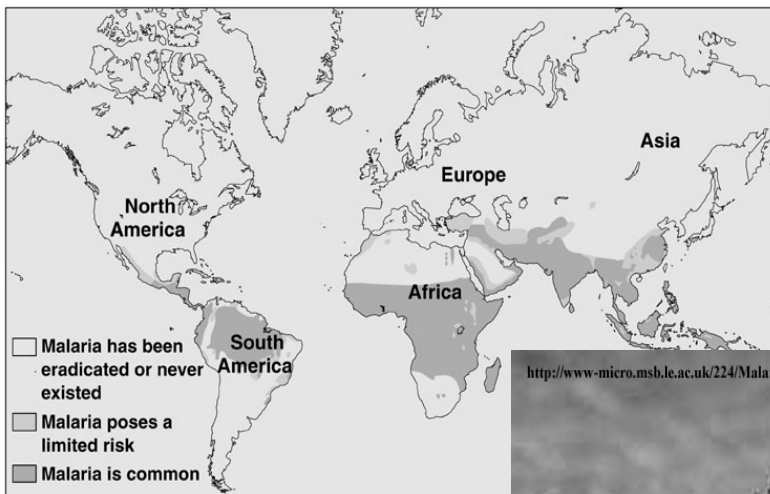 Asia
Europe
North
America
Africa
South
America
Malaria has been
eradicated or never
existed
Malaria poses a
limited risk
Malaria is common
http://www-micro.msb.le.ac.uk/224/Mala